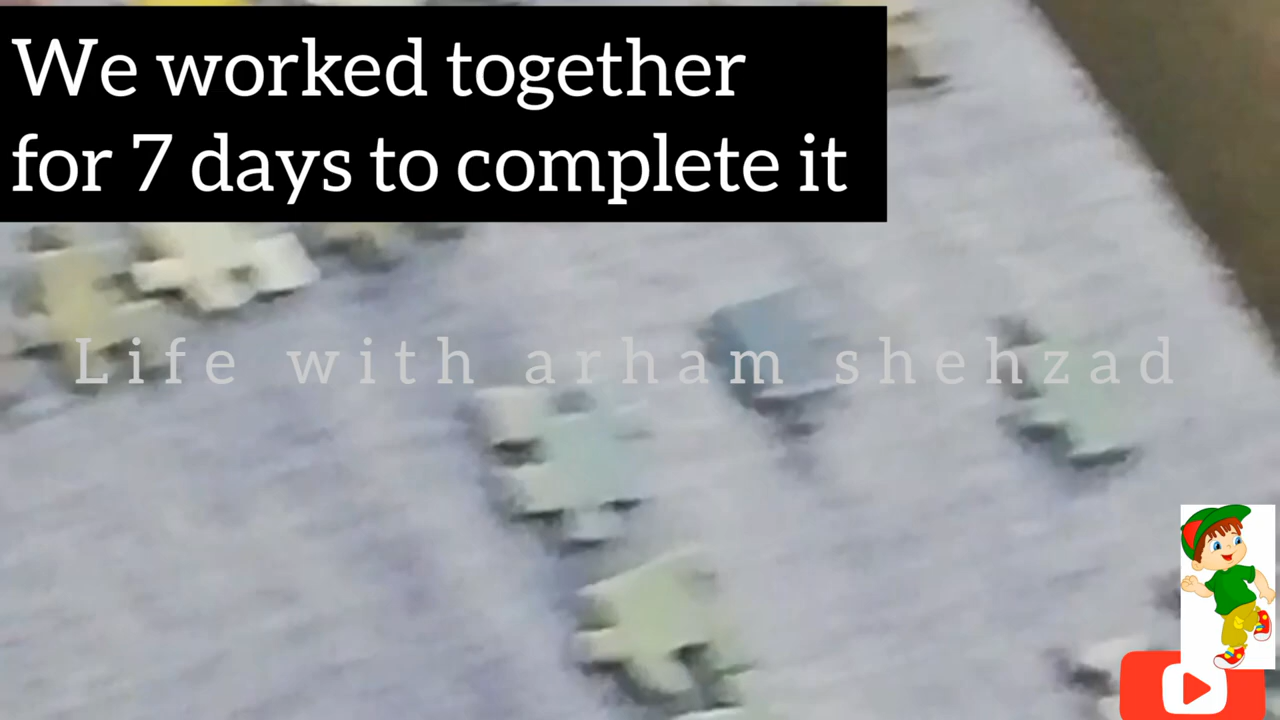 We worked together
for 7 days to complete it
Life with arham shehzad